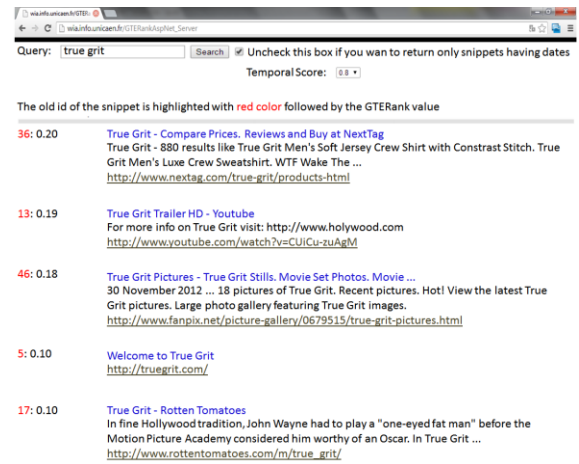 wia.info.unicaen.fr/GTER
wia.info.unicaen.fr/GTERankAspNet_Server
Query: true grit Search Uncheck this box if you wan to return only snippets having dates
Temporal Score: 0.8
The old id of the snippet is highlighted with red color followed by the GTERank value
36: 0.20 True Grit - Compare Prices. Reviews and Buy at NextTag
True Grit - 880 results like True Grit Men's Soft Jersey Crew Shirt with Constrast Stitch. True
Grit Men's Luxe Crew Sweatshirt. WTF Wake The ...
http://www.nextag.com/true-grit/products-html
13: 0.19 True Grit Trailer HD - Youtube
For more info on True Grit visit: http://www.holywood.com
http://www.youtube.com/watch?v=CUiCu-zuAgM
46: 0.18 True Grit Pictures - True Grit Stills. Movie Set Photos. Movie ...
30 November 2012 ... 18 pictures of True Grit. Recent pictures. Hot! View the latest True
Grit pictures. Large photo gallery featuring True Grit images.
http://www.fanpix.net/picture-gallery/0679515/true-grit-pictures.html
5: 0.10 Welcome to True Grit
http://truegrit.com/
17: 0.10 True Grit - Rotten Tomatoes
In fine Hollywood tradition, John Wayne had to play a "one-eyed fat man" before the
Motion Picture Academy considered him worthy of an Oscar. In True Grit ...
http://www.rottentomatoes.com/m/true_grit/